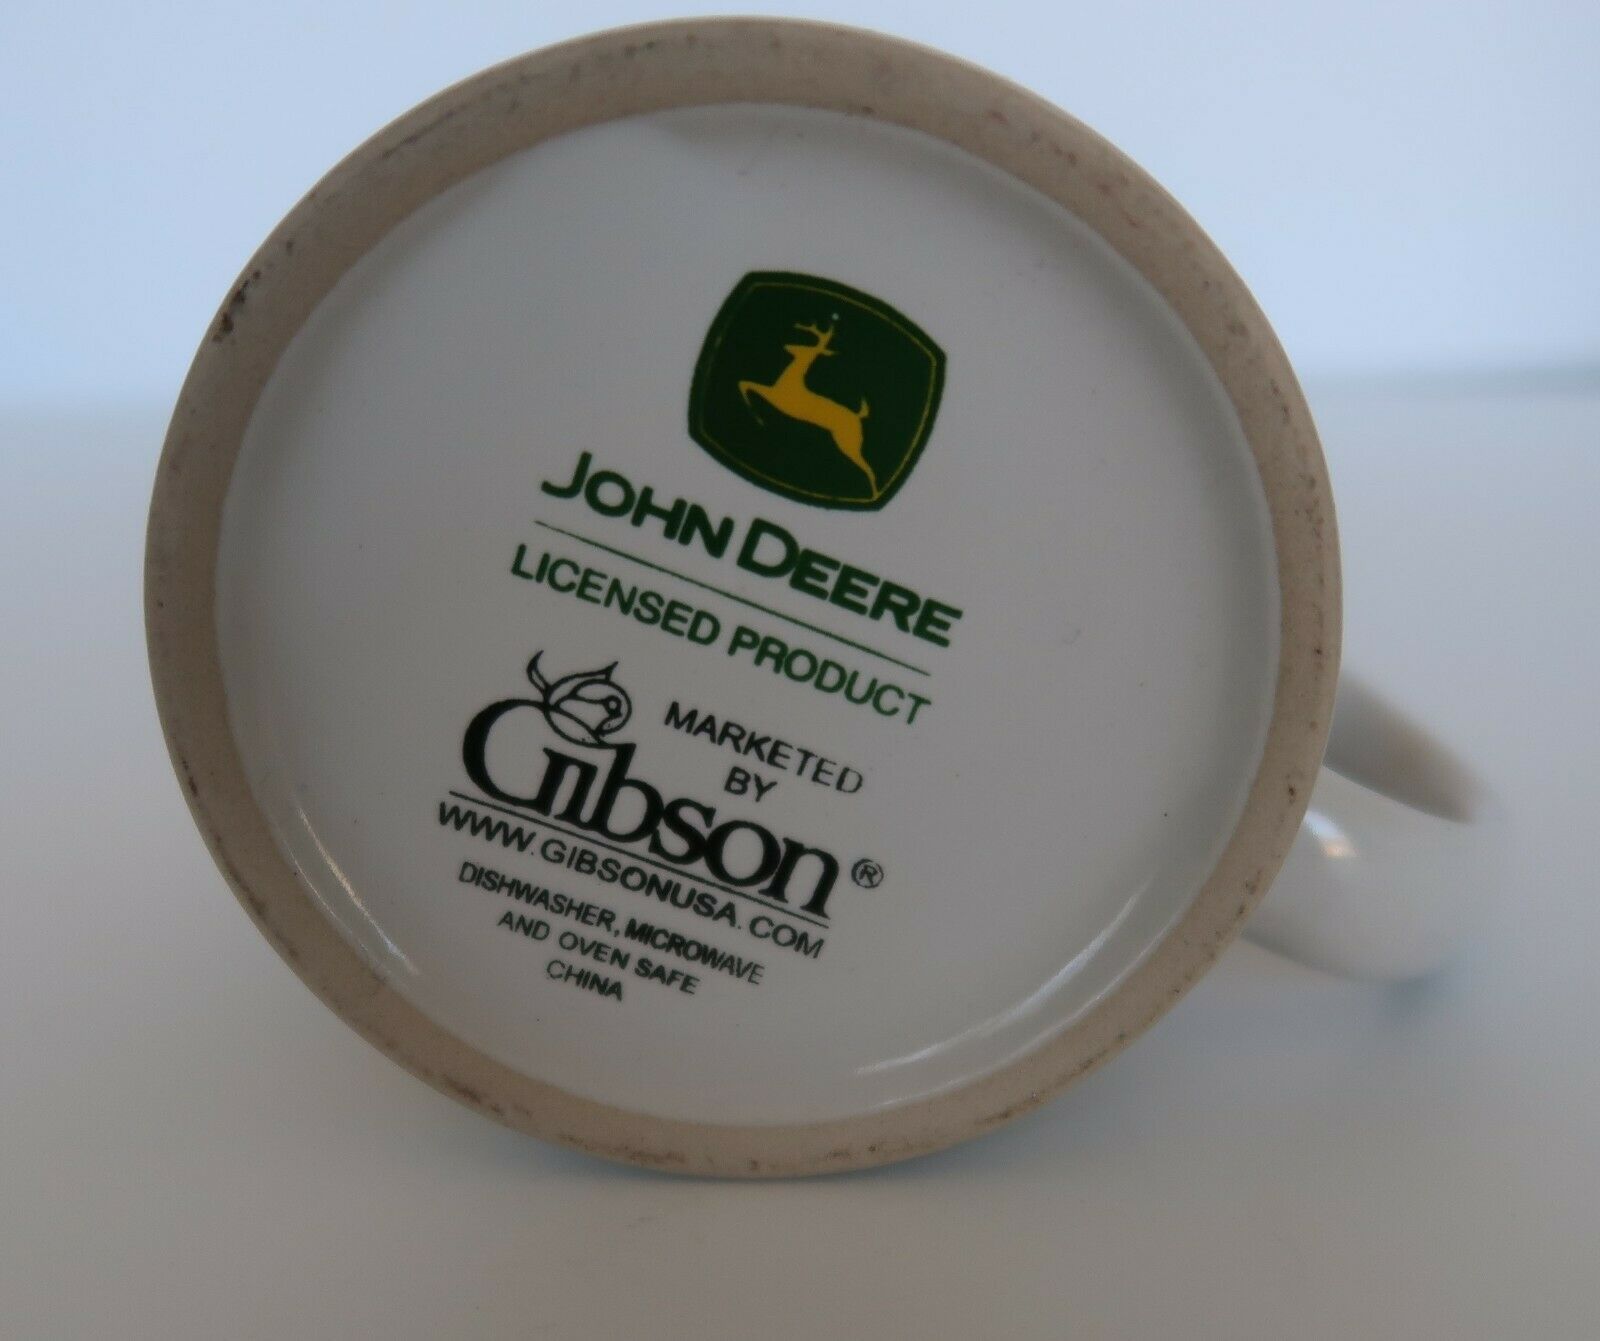 JOHN DEERE
LICENSED PRODUCT
MARKETED
BY
Gibson®
WWW.GIBSONUSA.COM
DISHWASHER, MICROWAVE
AND OVEN SAFE
CHINA